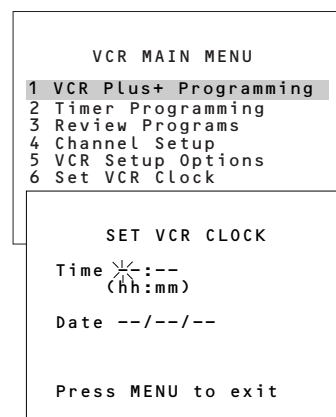 VCR MAIN MENU
1 VCR Plus+ Programming
2 Timer Programming
3 Review Programs
4 Channel Setup
5 VCR Setup Options
6 Set VCR Clock
SET VCR CLOCK
Time --:--
(hh:mm)
Date --/--/--
Press MENU to exit